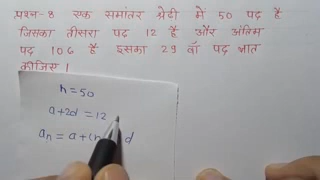 प्रश्न-8 एक समांतर श्रेढी में 50 पद है
जिसका तीसरा पद 12 है और अंतिम
पद 106 है इसका 29 वाँ पद ज्ञात
कीजिए।
n=50
a+2d =12
an = a+(n d